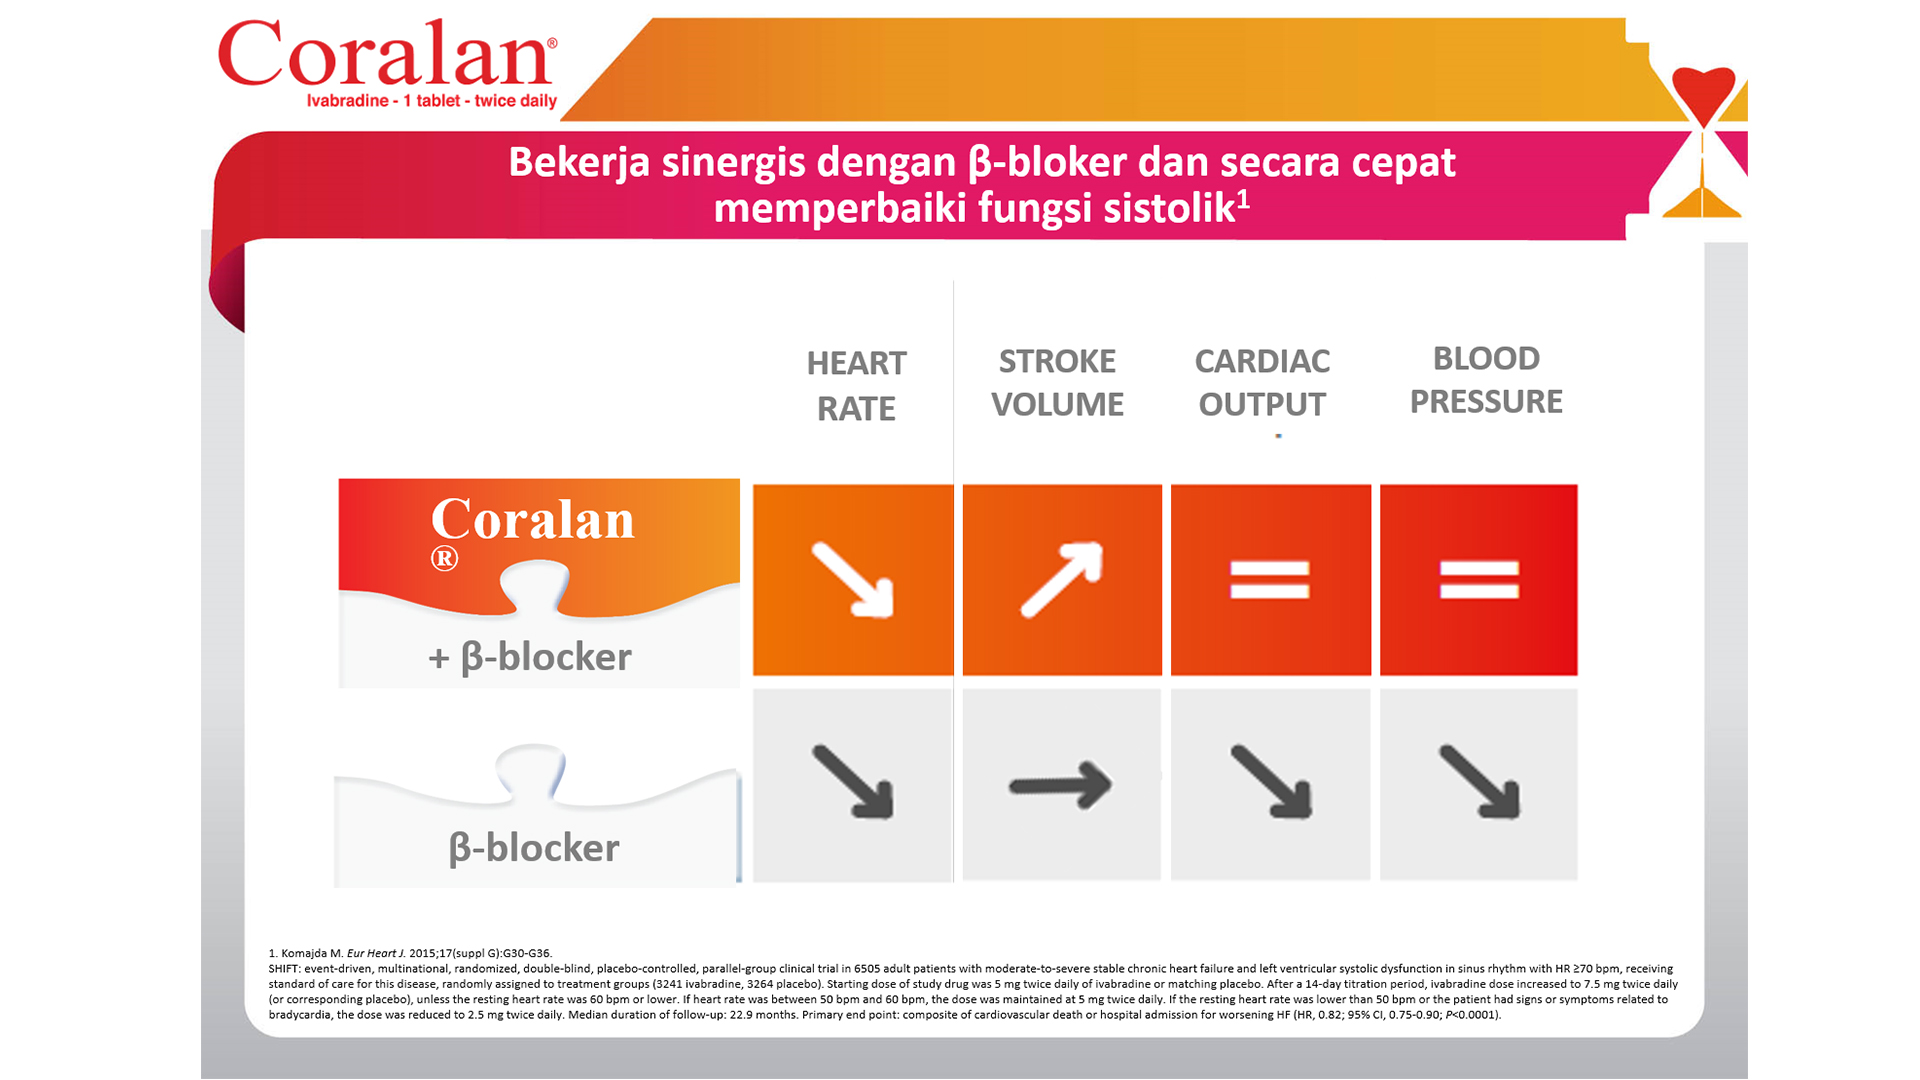 Coralan®
Ivabradine - 1 tablet - twice daily
Bekerja sinergis dengan β-bloker dan secara cepat
memperbaiki fungsi sistolik¹
HEART
RATE
STROKE
VOLUME
CARDIAC
OUTPUT
BLOOD
PRESSURE
Coralan
®
+ β-blocker
=
=
β-blocker
1. Komajda M. Eur Heart J. 2015;17(suppl G):G30-G36.
SHIFT: event-driven, multinational, randomized, double-blind, placebo-controlled, parallel-group clinical trial in 6505 adult patients with moderate-to-severe stable chronic heart failure and left ventricular systolic dysfunction in sinus rhythm with HR ≥70 bpm, receiving
standard of care for this disease, randomly assigned to treatment groups (3241 ivabradine, 3264 placebo). Starting dose of study drug was 5 mg twice daily of ivabradine or matching placebo. After a 14-day titration period, ivabradine dose increased to 7.5 mg twice daily
(or corresponding placebo), unless the resting heart rate was 60 bpm or lower. If heart rate was between 50 bpm and 60 bpm, the dose was maintained at 5 mg twice daily. If the resting heart rate was lower than 50 bpm or the patient had signs or symptoms related to
bradycardia, the dose was reduced to 2.5 mg twice daily. Median duration of follow-up: 22.9 months. Primary end point: composite of cardiovascular death or hospital admission for worsening HF (HR, 0.82; 95% CI, 0.75-0.90; P<0.0001).